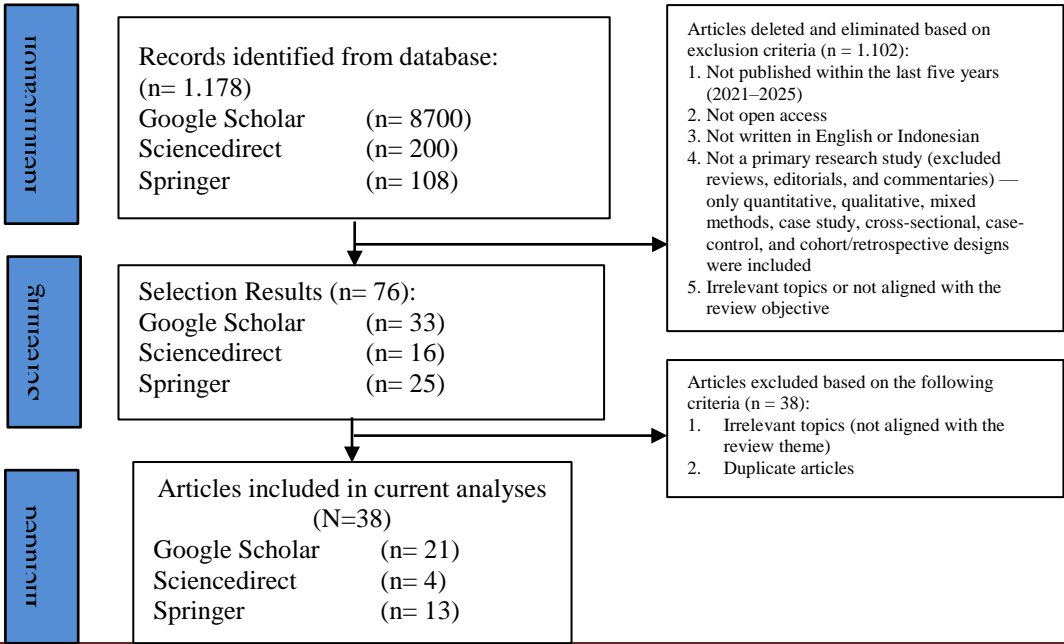 Identification
Records identified from database:
(n= 1.178)
Google Scholar (n= 8700)
Sciencedirect (n= 200)
Springer (n= 108)
Articles deleted and eliminated based on
exclusion criteria (n = 1.102):
1. Not published within the last five years
(2021–2025)
2. Not open access
3. Not written in English or Indonesian
4. Not a primary research study (excluded
reviews, editorials, and commentaries) —
only quantitative, qualitative, mixed
methods, case study, cross-sectional, case-
control, and cohort/retrospective designs
were included
5. Irrelevant topics or not aligned with the
review objective
Screening
Selection Results (n= 76):
Google Scholar (n= 33)
Sciencedirect (n= 16)
Springer (n= 25)
Articles excluded based on the following
criteria (n = 38):
1. Irrelevant topics (not aligned with the
review theme)
2. Duplicate articles
Included
Articles included in current analyses
(N=38)
Google Scholar (n= 21)
Sciencedirect (n= 4)
Springer (n= 13)